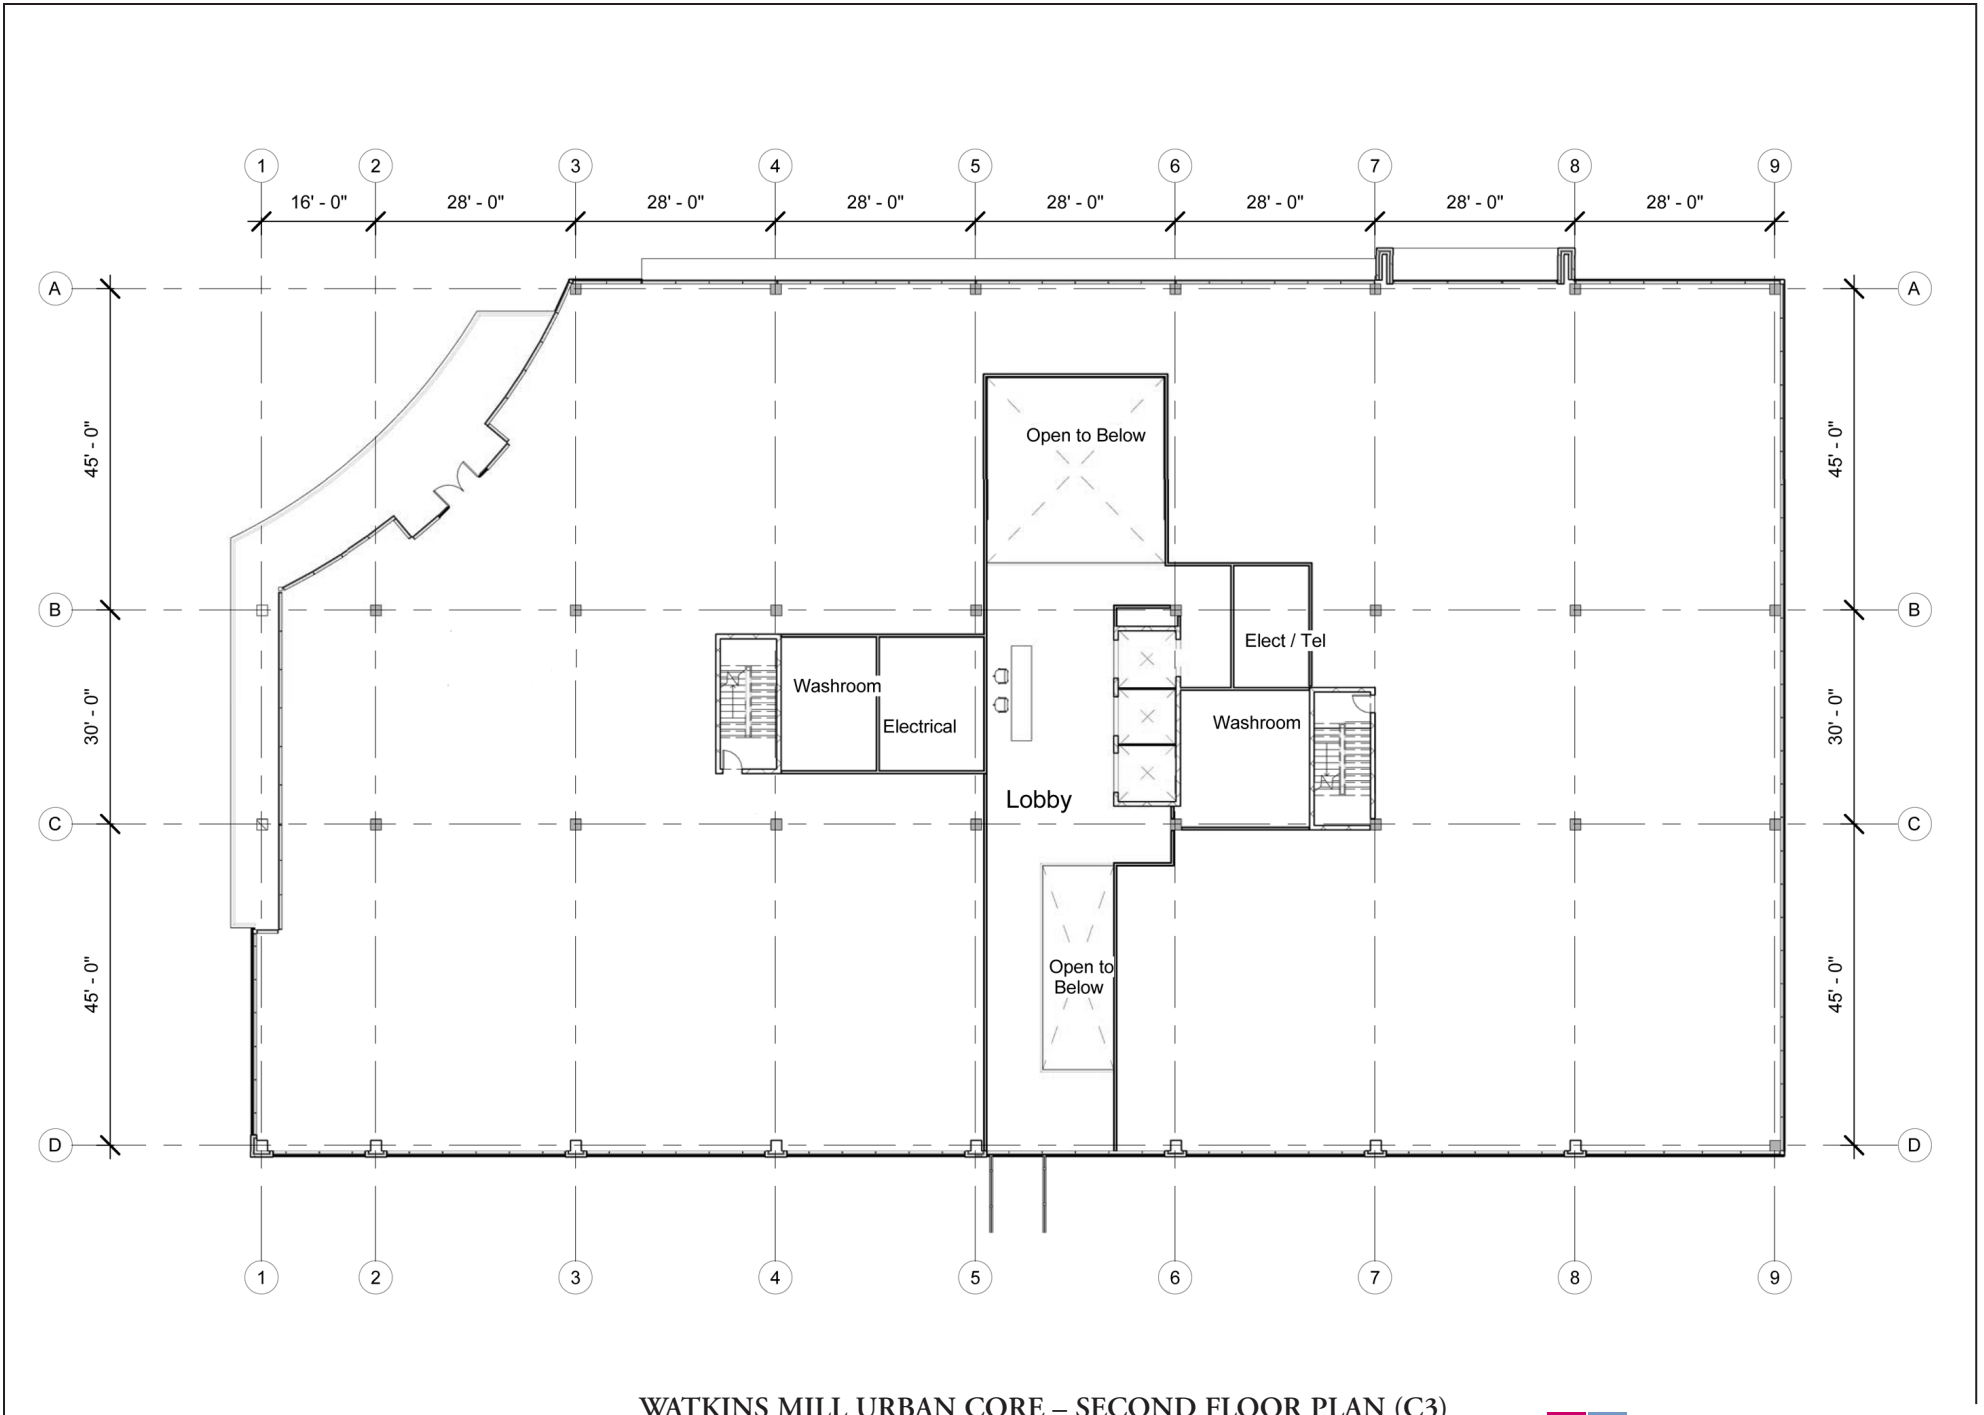 1 2 3 4 5 6 7 8 9
16' - 0" 28' - 0" 28' - 0" 28' - 0" 28' - 0" 28' - 0" 28' - 0" 28' - 0"
A A
Open to Below
45' - 0" 45' - 0"
B B
Elect / Tel
Washroom
30' - 0" 30' - 0"
Washroom
Electrical
Lobby
C C
Open to
Below
45' - 0" 45' - 0"
D D
1 2 3 4 5 6 7 8 9
WATKINS MILL URBAN CORE – SECOND FLOOR PLAN (C3)